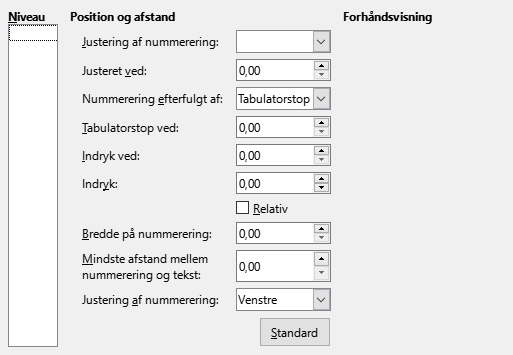 Niveau
Position og afstand
Forhåndsvisning
Justering af nummerering:
Justeret ved: 0,00
Nummerering efterfulgt af: Tabulatorstop
Tabulatorstop ved: 0,00
Indryk ved: 0,00
Indryk: 0,00
Relativ
Bredde på nummerering: 0,00
Mindste afstand mellem
nummerering og tekst: 0,00
Justering af nummerering: Venstre
Standard